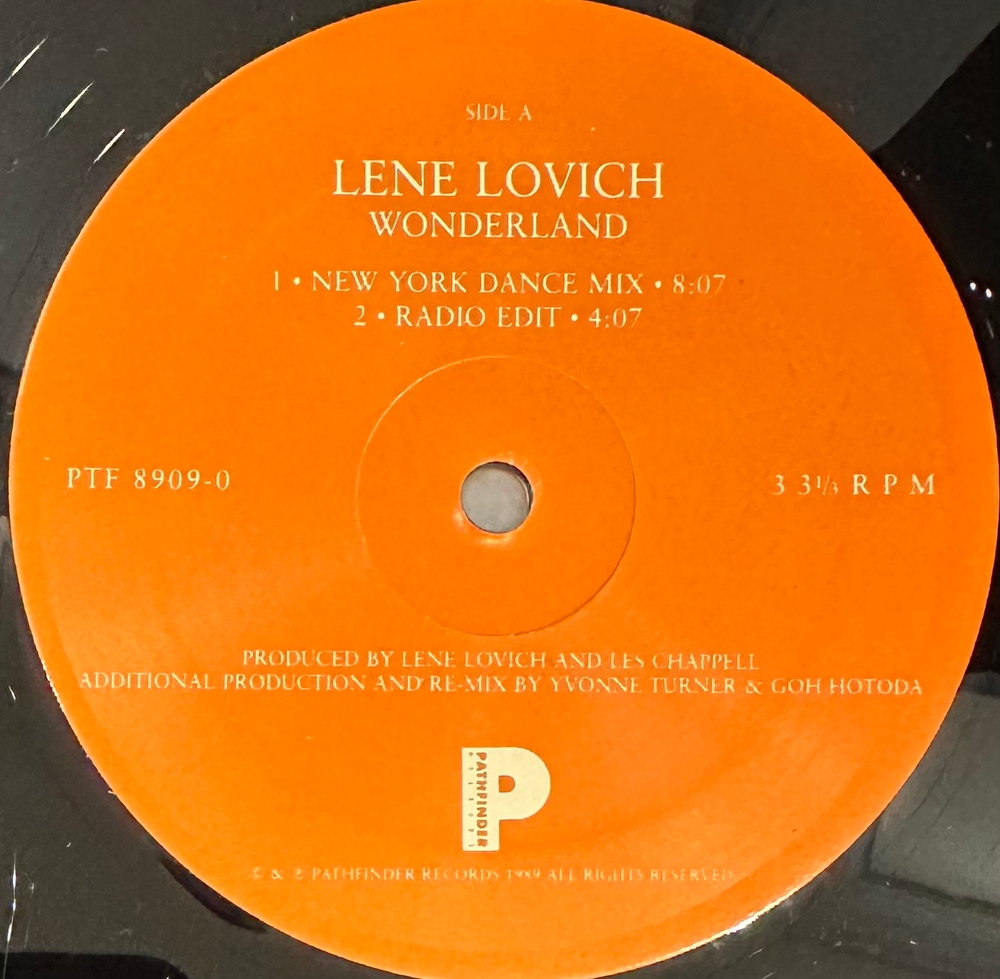 SIDE A
LENE LOVICH
WONDERLAND
1 • NEW YORK DANCE MIX • 8:07
2 • RADIO EDIT • 4:07
PTF 8909-0
3 3⅓ R P M
PRODUCED BY LENE LOVICH AND LES CHAPPELL
ADDITIONAL PRODUCTION AND RE-MIX BY YVONNE TURNER & GOH HOTODA
P
PATHFINDER
© & ℗ PATHFINDER RECORDS 1989 ALL RIGHTS RESERVED